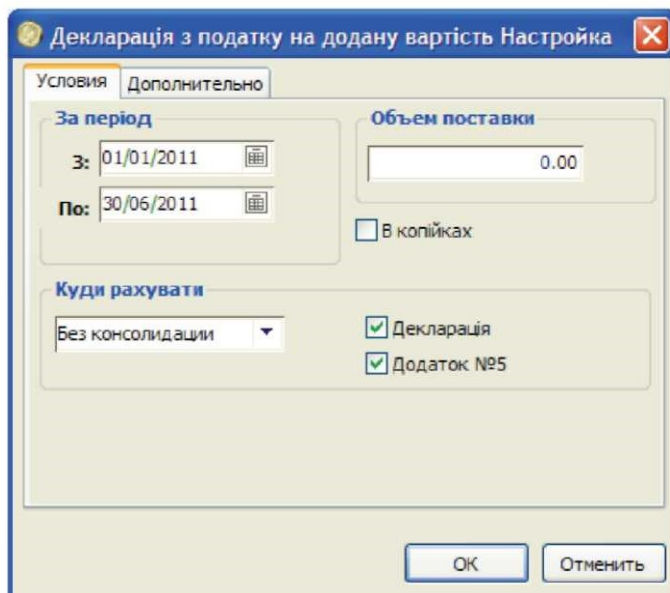 Декларація з податку на додану вартість Настройка
Условия Дополнительно
За період
З: 01/01/2011
По: 30/06/2011
Объем поставки
0.00
В копійках
Куди рахувати
Без консолидации
Декларація
Додаток №5
ОК Отменить